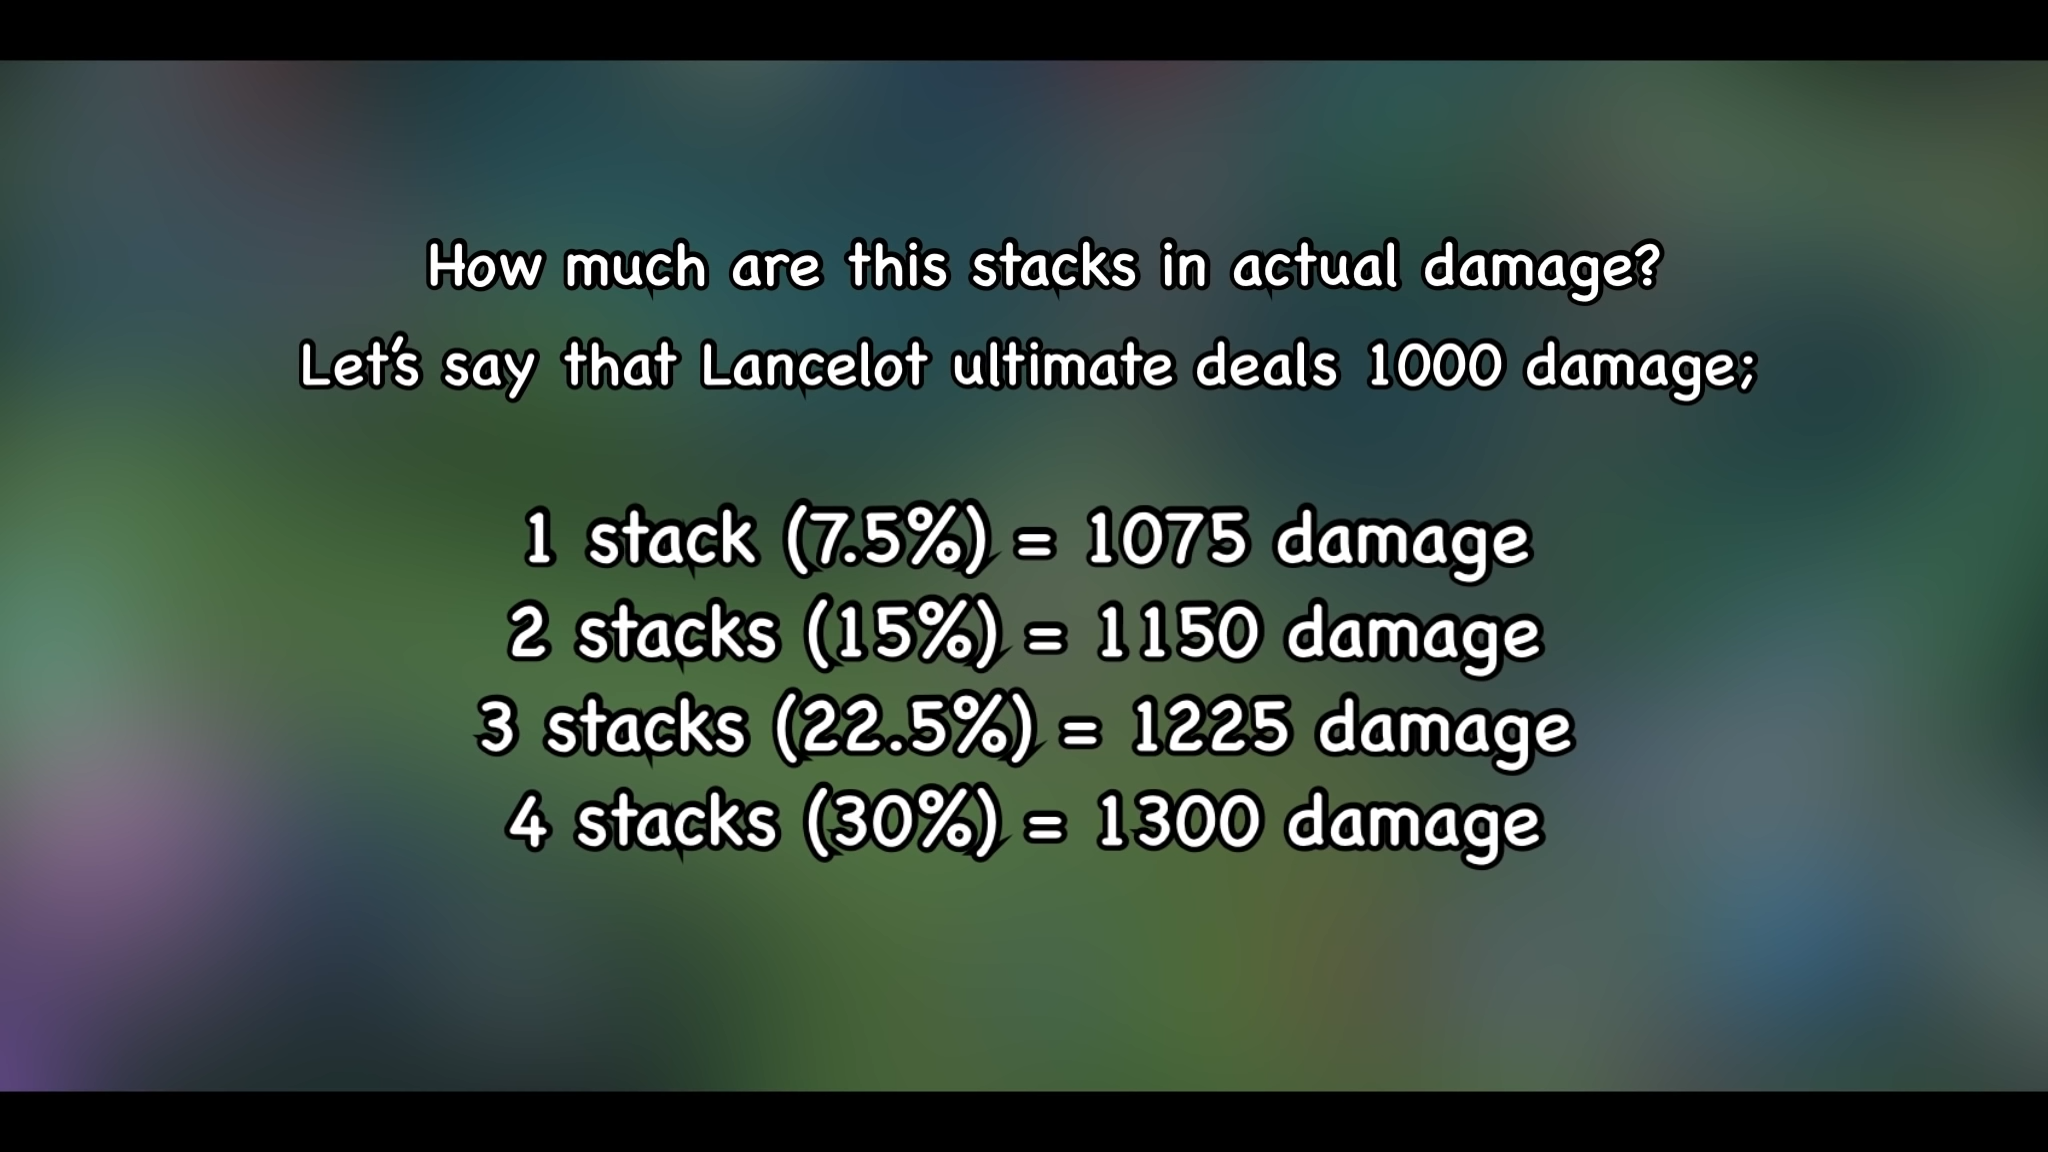 How much are this stacks in actual damage?
Let's say that Lancelot ultimate deals 1000 damage;
1 stack (7.5%) = 1075 damage
2 stacks (15%) = 1150 damage
3 stacks (22.5%) = 1225 damage
4 stacks (30%) = 1300 damage